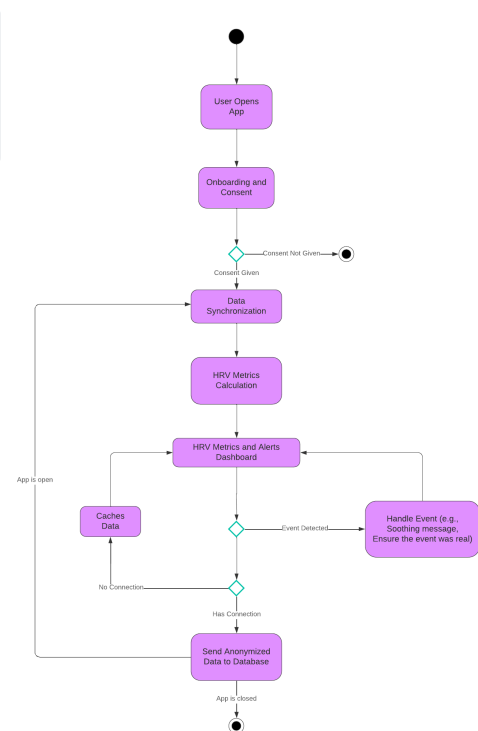 User Opens
App
Onboarding and
Consent
Consent Not Given
Consent Given
Data
Synchronization
HRV Metrics
Calculation
HRV Metrics and Alerts
Dashboard
App is open
Caches
Data
Event Detected
Handle Event (e.g.,
Soothing message,
Ensure the event was real)
No Connection
Has Connection
Send Anonymized
Data to Database
App is closed